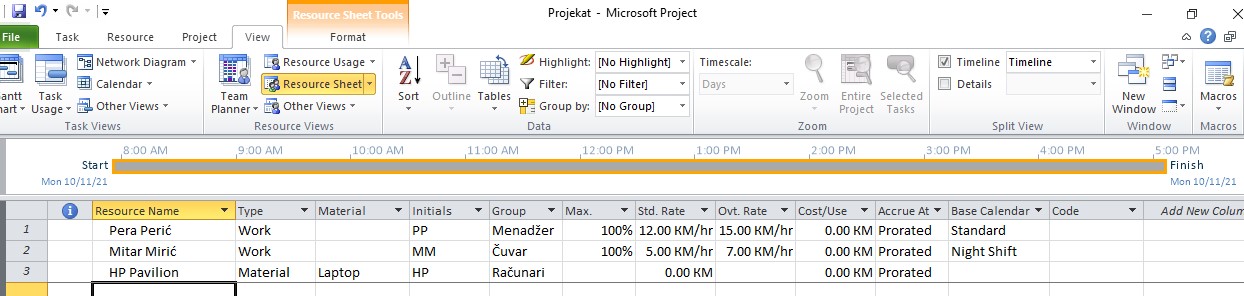 Resource Sheet Tools
Projekat - Microsoft Project
File Task Resource Project View Format
Network Diagram
Calendar
Other Views
Task Usage
Task Views
Team Planner
Resource Usage
Resource Sheet
Other Views
Resource Views
Sort
Outline
Tables
Highlight: [No Highlight]
Filter: [No Filter]
Group by: [No Group]
Data
Timescale:
Days
Zoom
Entire Project
Selected Tasks
Zoom
Timeline Timeline
Details
Split View
New Window
Window
Macros
Macros
8:00 AM 9:00 AM 10:00 AM 11:00 AM 12:00 PM 1:00 PM 2:00 PM 3:00 PM 4:00 PM 5:00 PM
Start
Mon 10/11/21
Finish
Mon 10/11/21
Resource Name Type Material Initials Group Max. Std. Rate Ovt. Rate Cost/Use Accrue At Base Calendar Code Add New
1 Pera Perić Work PP Menadžer 100% 12.00 KM/hr 15.00 KM/hr 0.00 KM Prorated Standard
2 Mitar Mirić Work MM Čuvar 100% 5.00 KM/hr 7.00 KM/hr 0.00 KM Prorated Night Shift
3 HP Pavilion Material Laptop HP Računari 0.00 KM 0.00 KM Prorated